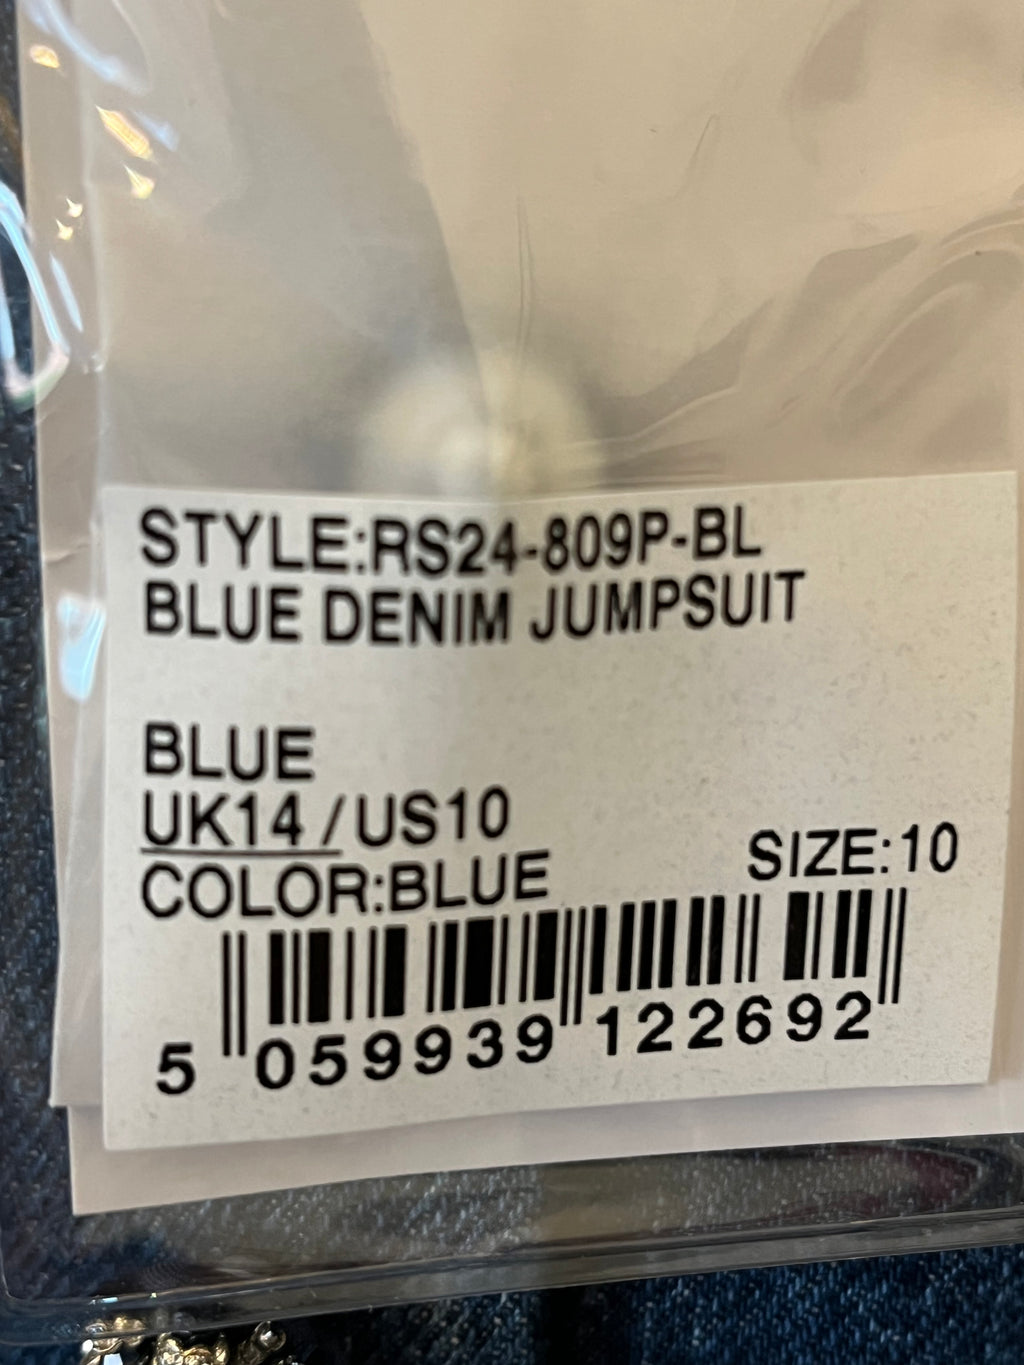 STYLE:RS24-809P-BL
BLUE DENIM JUMPSUIT
BLUE
UK14 / US10
COLOR:BLUE
SIZE:10
5 059939 122692